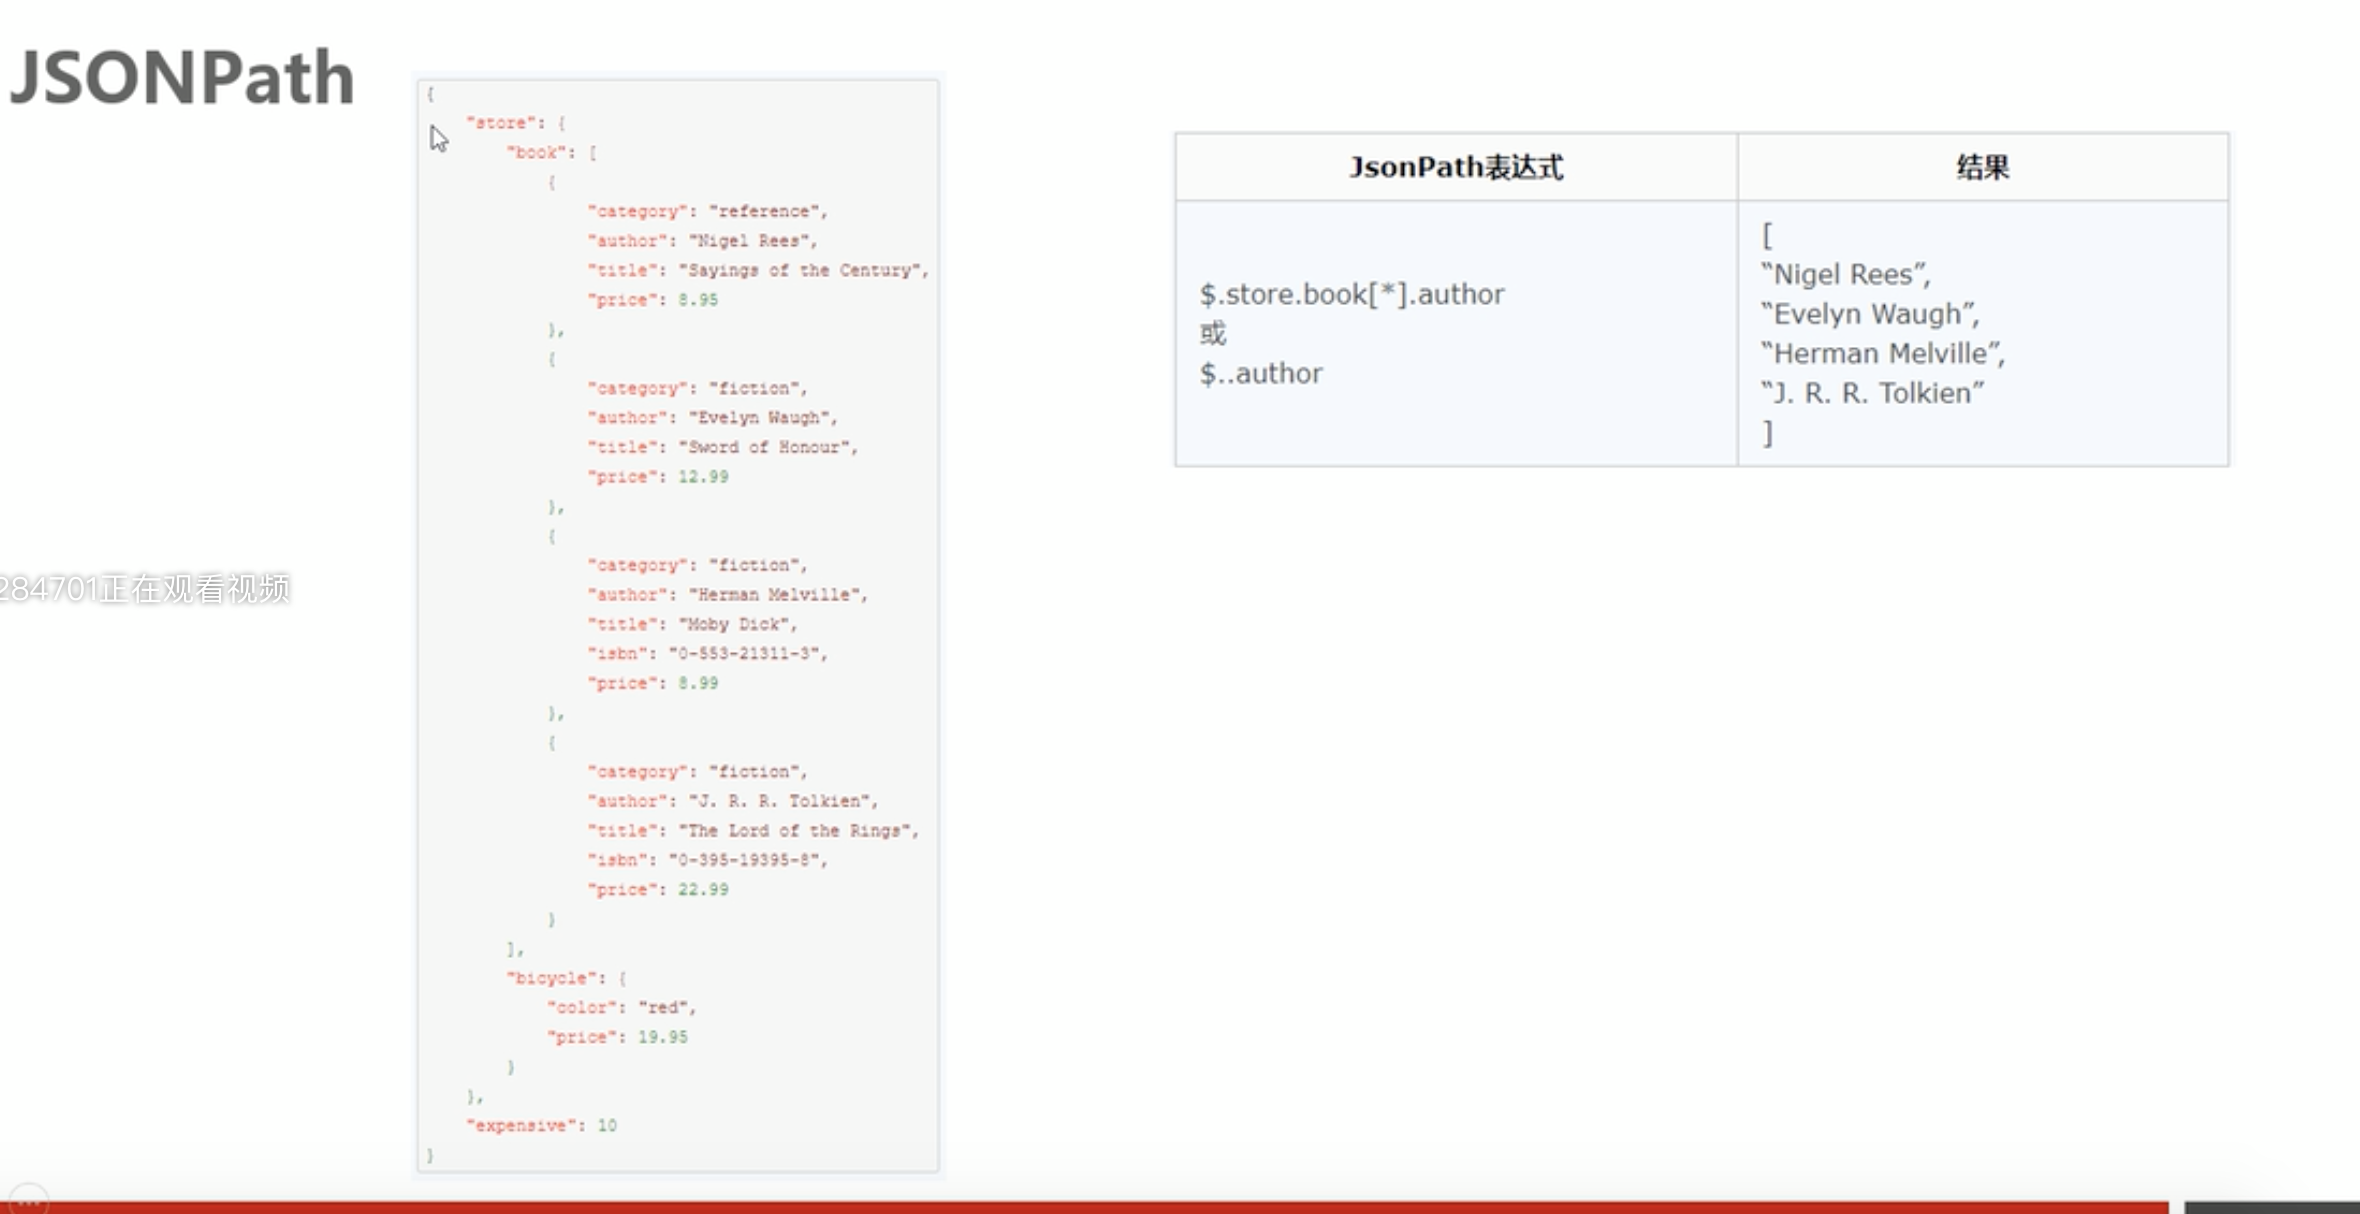 JSONPath
{
"store": {
"book": [
{
"category": "reference",
"author": "Nigel Rees",
"title": "Sayings of the Century",
"price": 8.95
},
{
"category": "fiction",
"author": "Evelyn Waugh",
"title": "Sword of Honour",
"price": 12.99
},
{
"category": "fiction",
"author": "Herman Melville",
"title": "Moby Dick",
"isbn": "0-553-21311-3",
"price": 8.99
},
{
"category": "fiction",
"author": "J. R. R. Tolkien",
"title": "The Lord of the Rings",
"isbn": "0-395-19395-8",
"price": 22.99
}
],
"bicycle": {
"color": "red",
"price": 19.95
}
},
"expensive": 10
}
JsonPath表达式
结果
$.store.book[*].author
或
$..author
[
“Nigel Rees”,
“Evelyn Waugh”,
“Herman Melville”,
“J. R. R. Tolkien”
]
284701正在观看视频